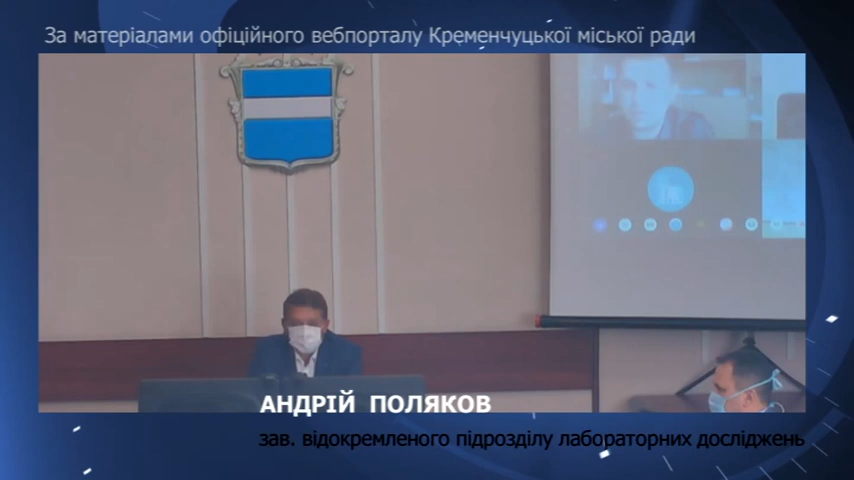 За матеріалами офіційного вебпорталу Кременчуцької міської ради
АНДРІЙ ПОЛЯКОВ
зав. відокремленого підрозділу лабораторних досліджень